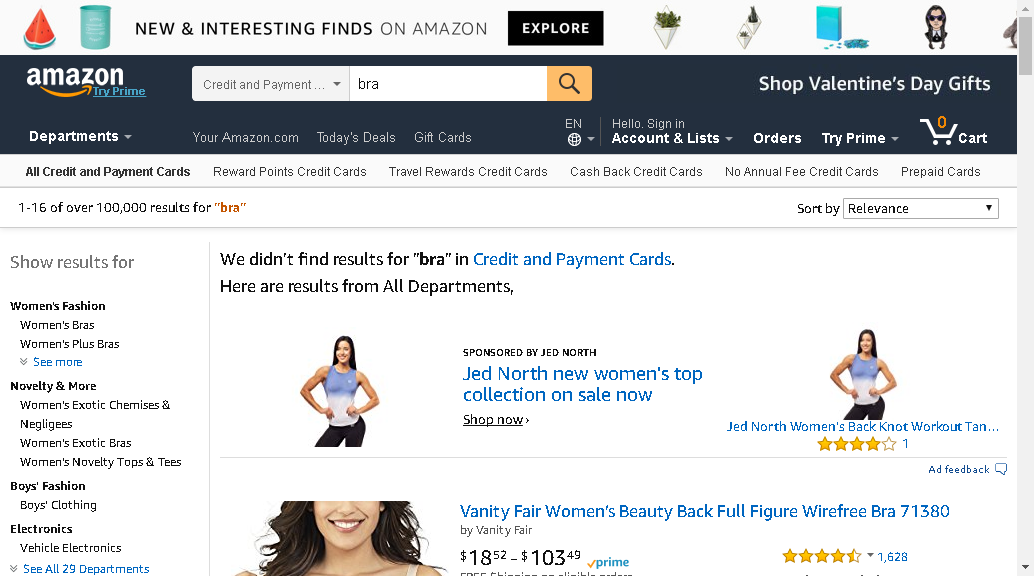 NEW & INTERESTING FINDS ON AMAZON EXPLORE
amazon
Try Prime
Credit and Payment ... bra
Shop Valentine's Day Gifts
Departments
Your Amazon.com Today's Deals Gift Cards
EN
Hello. Sign in
Account & Lists
Orders
Try Prime
0
Cart
All Credit and Payment Cards Reward Points Credit Cards Travel Rewards Credit Cards Cash Back Credit Cards No Annual Fee Credit Cards Prepaid Cards
1-16 of over 100,000 results for "bra"
Sort by Relevance
Show results for
Women's Fashion
Women's Bras
Women's Plus Bras
See more
Novelty & More
Women's Exotic Chemises &
Negligees
Women's Exotic Bras
Women's Novelty Tops & Tees
Boys' Fashion
Boys' Clothing
Electronics
Vehicle Electronics
See All 29 Departments
We didn't find results for "bra" in Credit and Payment Cards.
Here are results from All Departments,
SPONSORED BY JED NORTH
Jed North new women's top
collection on sale now
Shop now ›
Jed North Women's Back Knot Workout Tan...
1
Ad feedback
Vanity Fair Women's Beauty Back Full Figure Wirefree Bra 71380
by Vanity Fair
$18 52 - $103 49 prime
1,628
FREE Shipping on eligible orders